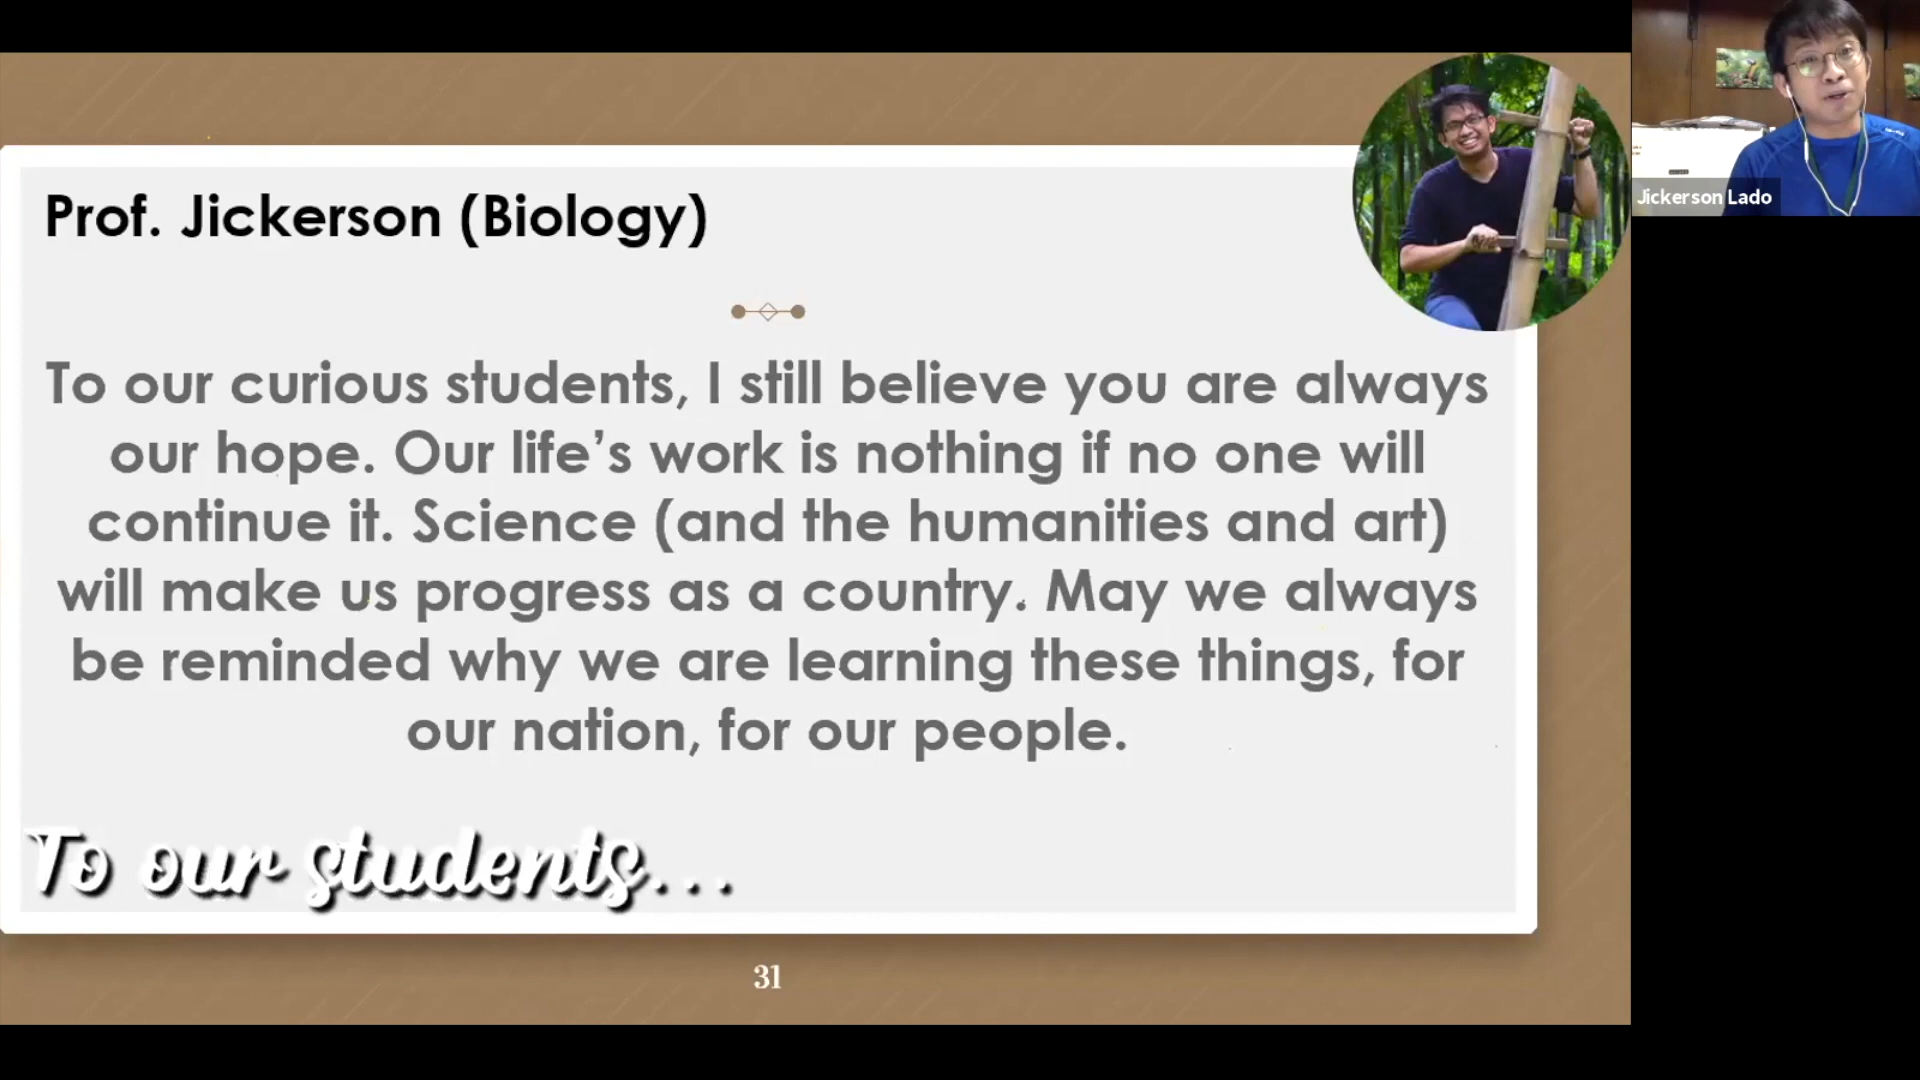 Prof. Jickerson (Biology)
To our curious students, I still believe you are always
our hope. Our life’s work is nothing if no one will
continue it. Science (and the humanities and art)
will make us progress as a country. May we always
be reminded why we are learning these things, for
our nation, for our people.
To our students...
31
Jickerson Lado